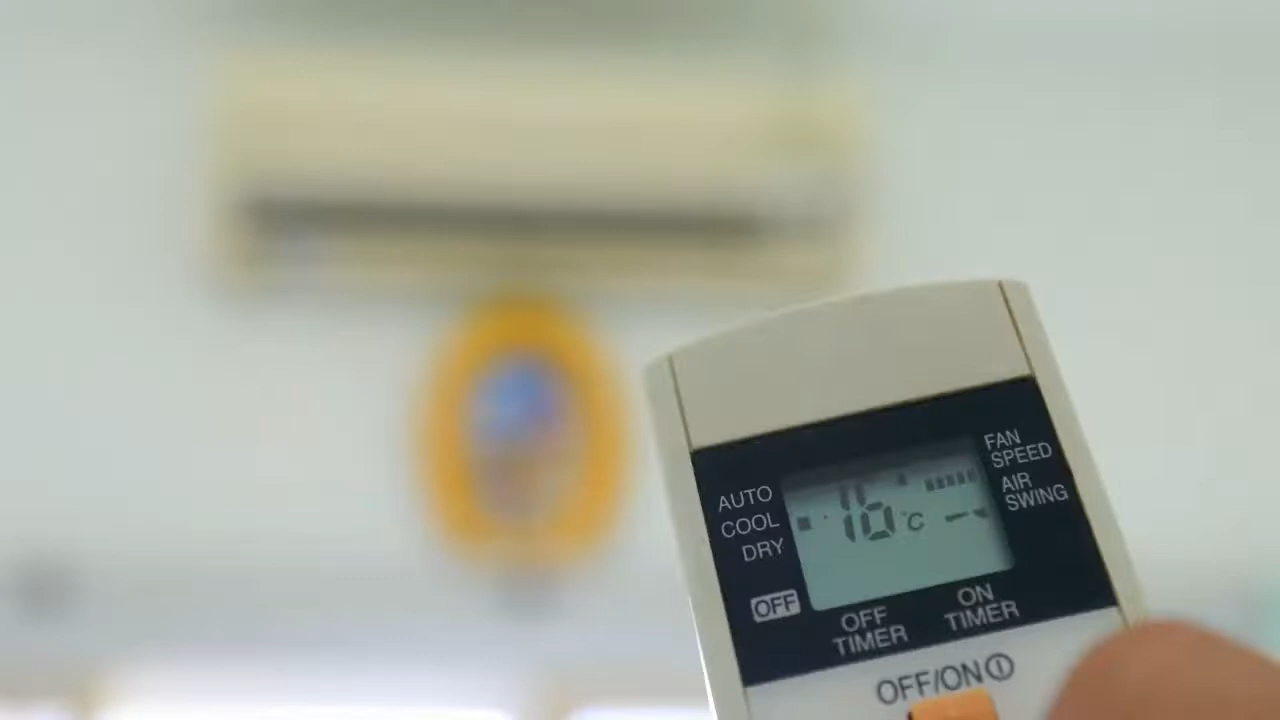 FAN
SPEED
AIR
SWING
AUTO
COOL
DRY
16°C
OFF
OFF
TIMER
ON
TIMER
OFF/ON